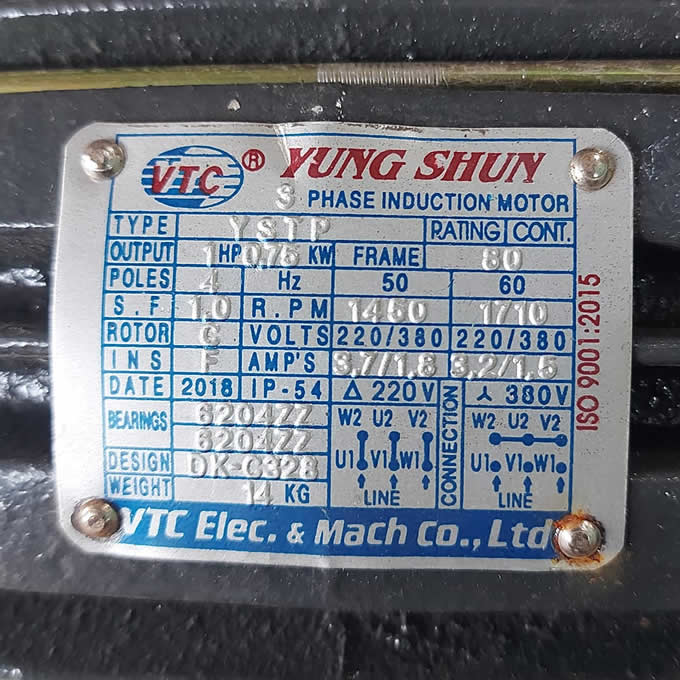 VTC ® YUNG SHUN
3 PHASE INDUCTION MOTOR
TYPE YSTP RATING CONT.
OUTPUT 1 HP 0.75 KW FRAME 80
POLES 4 Hz 50 60
S.F. 1.0 R.P.M 1450 1710
ROTOR C VOLTS 220/380 220/380
INS F AMP'S 3,7/1,8 3,2/1,5
DATE 2018 IP-54 Δ 220V CONNECTION 人 380V
BEARINGS 6204ZZ W2 U2 V2 W2 U2 V2
6204ZZ U1 V1 W1 U1 V1 W1
DESIGN DK-C328
WEIGHT 14 KG LINE LINE
VTC Elec. & Mach Co., Ltd
ISO 9001:2015